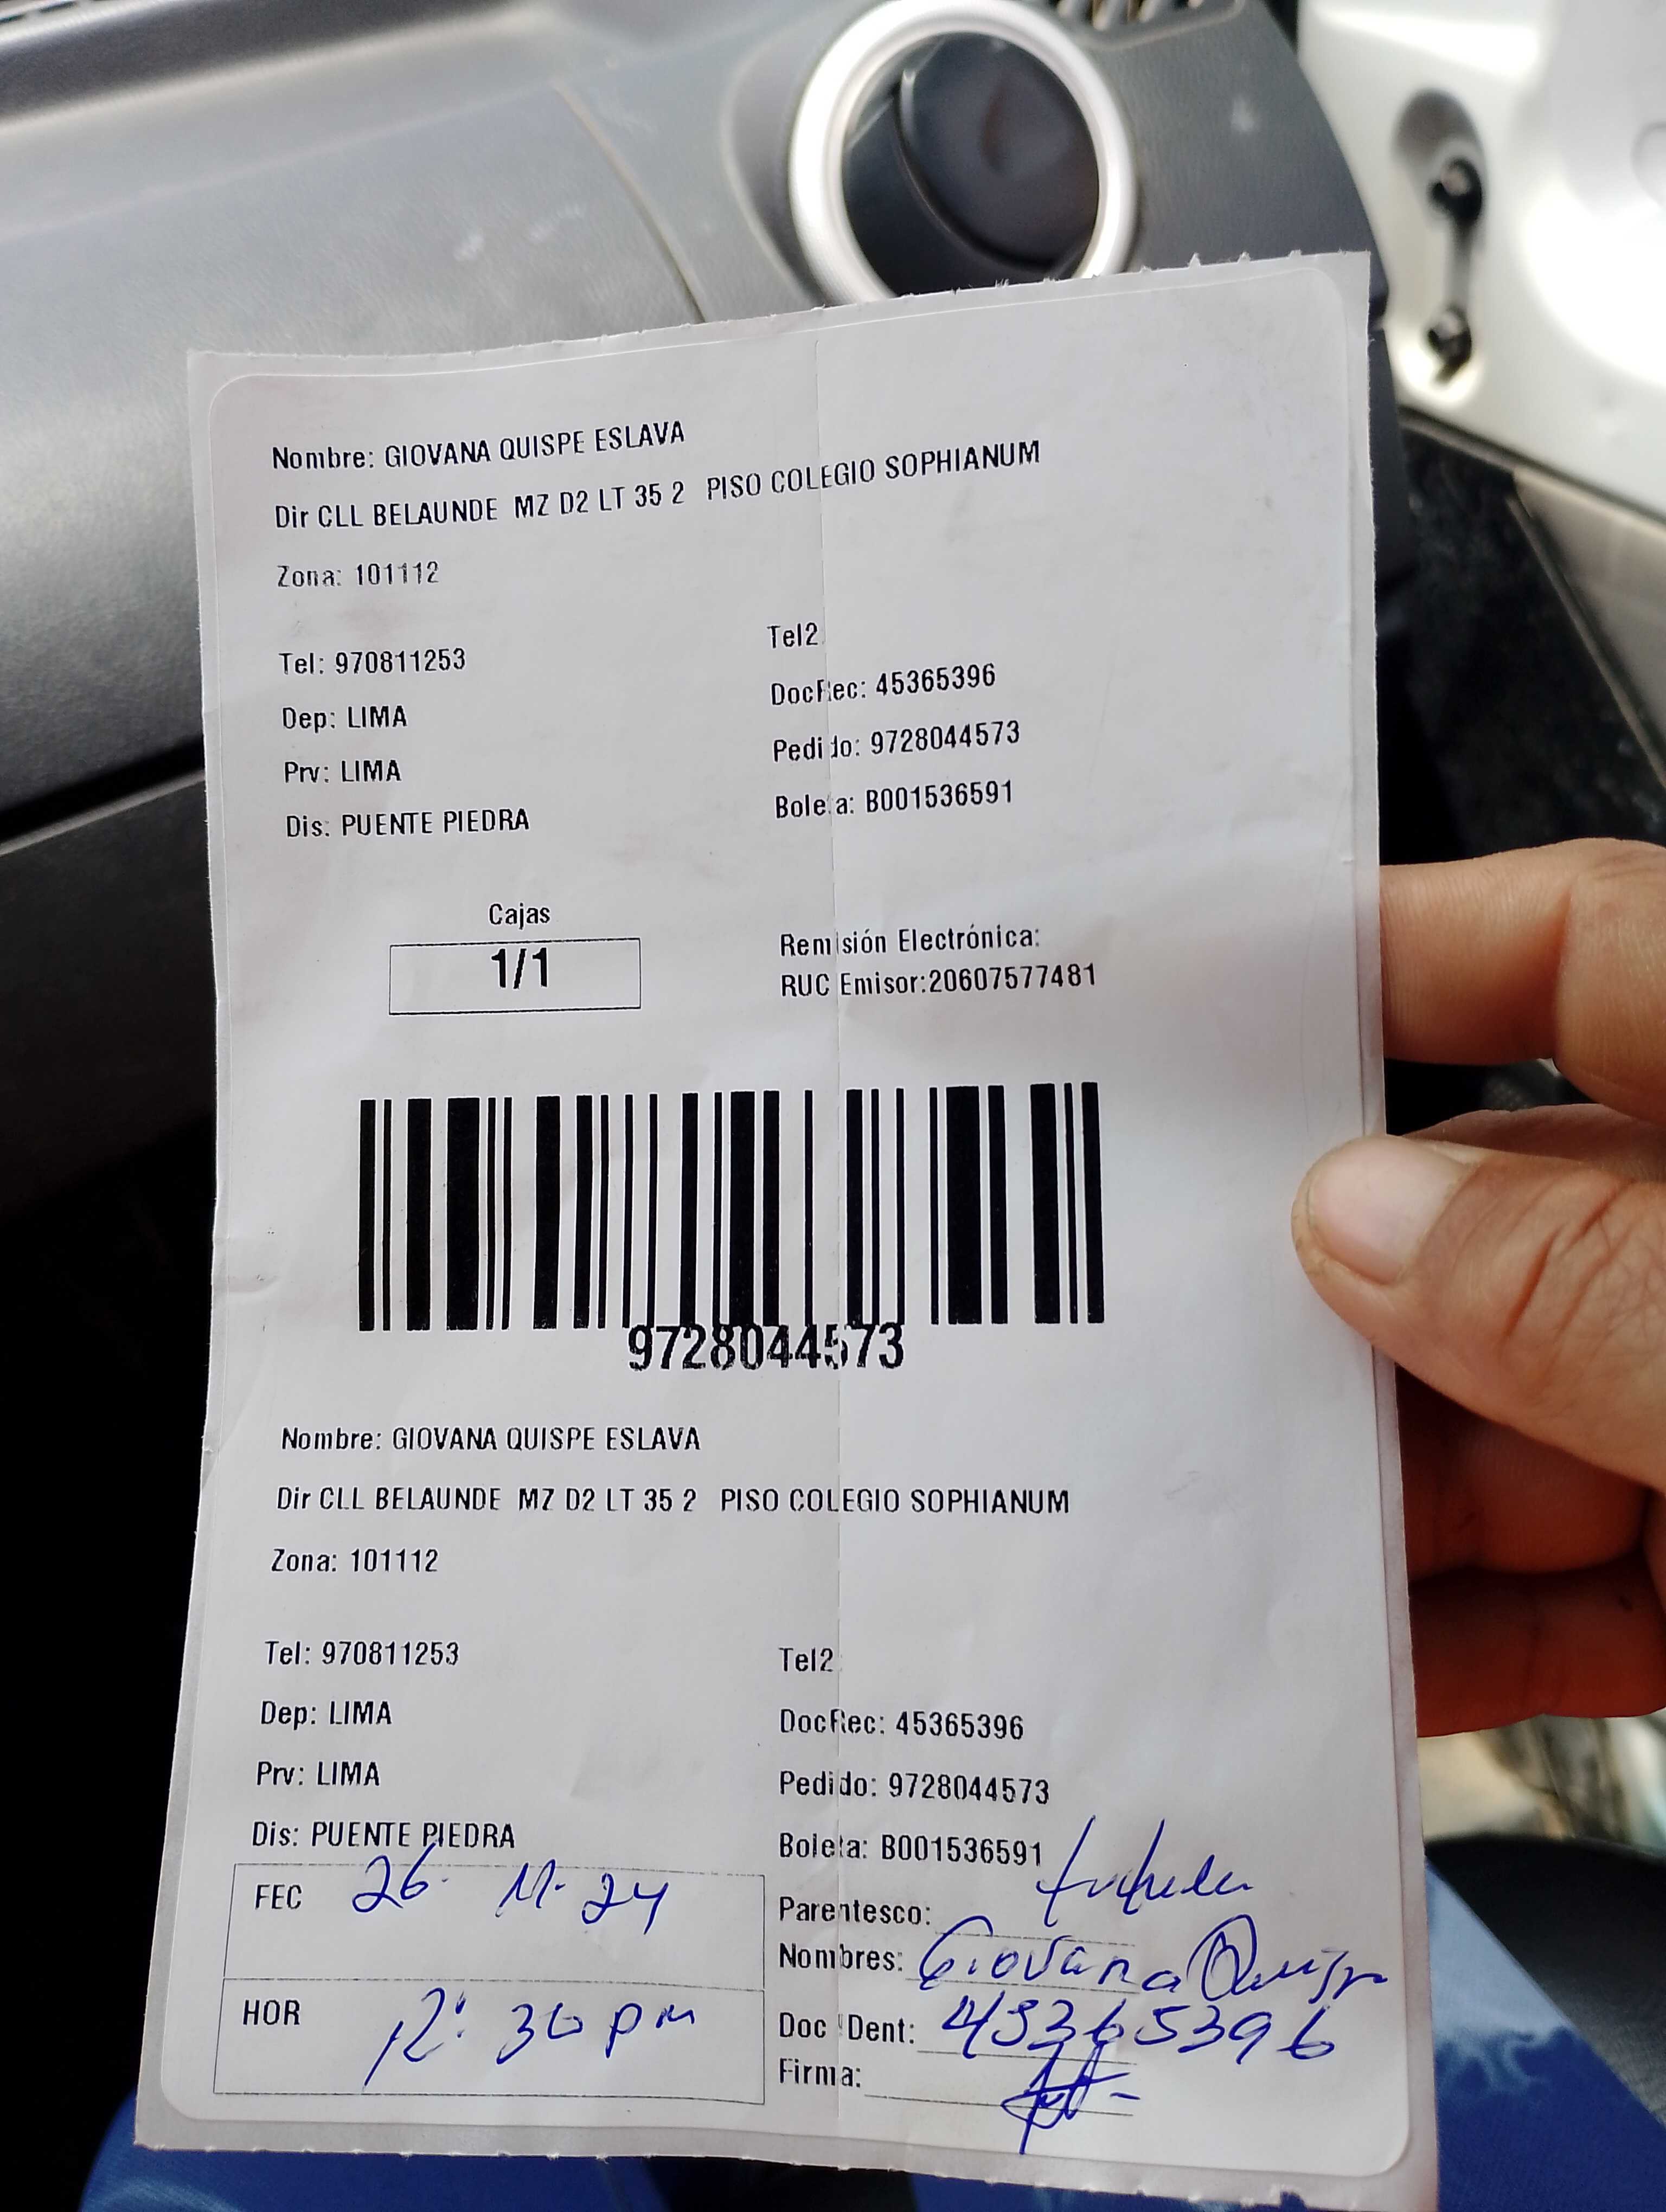 Nombre: GIOVANA QUISPE ESLAVA
Dir CLL BELAUNDE MZ D2 LT 35 2 PISO COLEGIO SOPHIANUM
Zona: 101112
Tel: 970811253
Dep: LIMA
Prv: LIMA
Dis: PUENTE PIEDRA
Tel2
DocRec: 45365396
Pedido: 9728044573
Boleta: B001536591
Cajas
1/1
Remisión Electrónica:
RUC Emisor:20607577481
9728044573
Nombre: GIOVANA QUISPE ESLAVA
Dir CLL BELAUNDE MZ D2 LT 35 2 PISO COLEGIO SOPHIANUM
Zona: 101112
Tel: 970811253
Dep: LIMA
Prv: LIMA
Dis: PUENTE PIEDRA
Tel2
DocRec: 45365396
Pedido: 9728044573
Boleta: B001536591
FEC 26. 11. 24
HOR 12: 30 pm
Parentesco:
Nombres: Giovana Quispe
Doc Dent: 45365396
Firma: